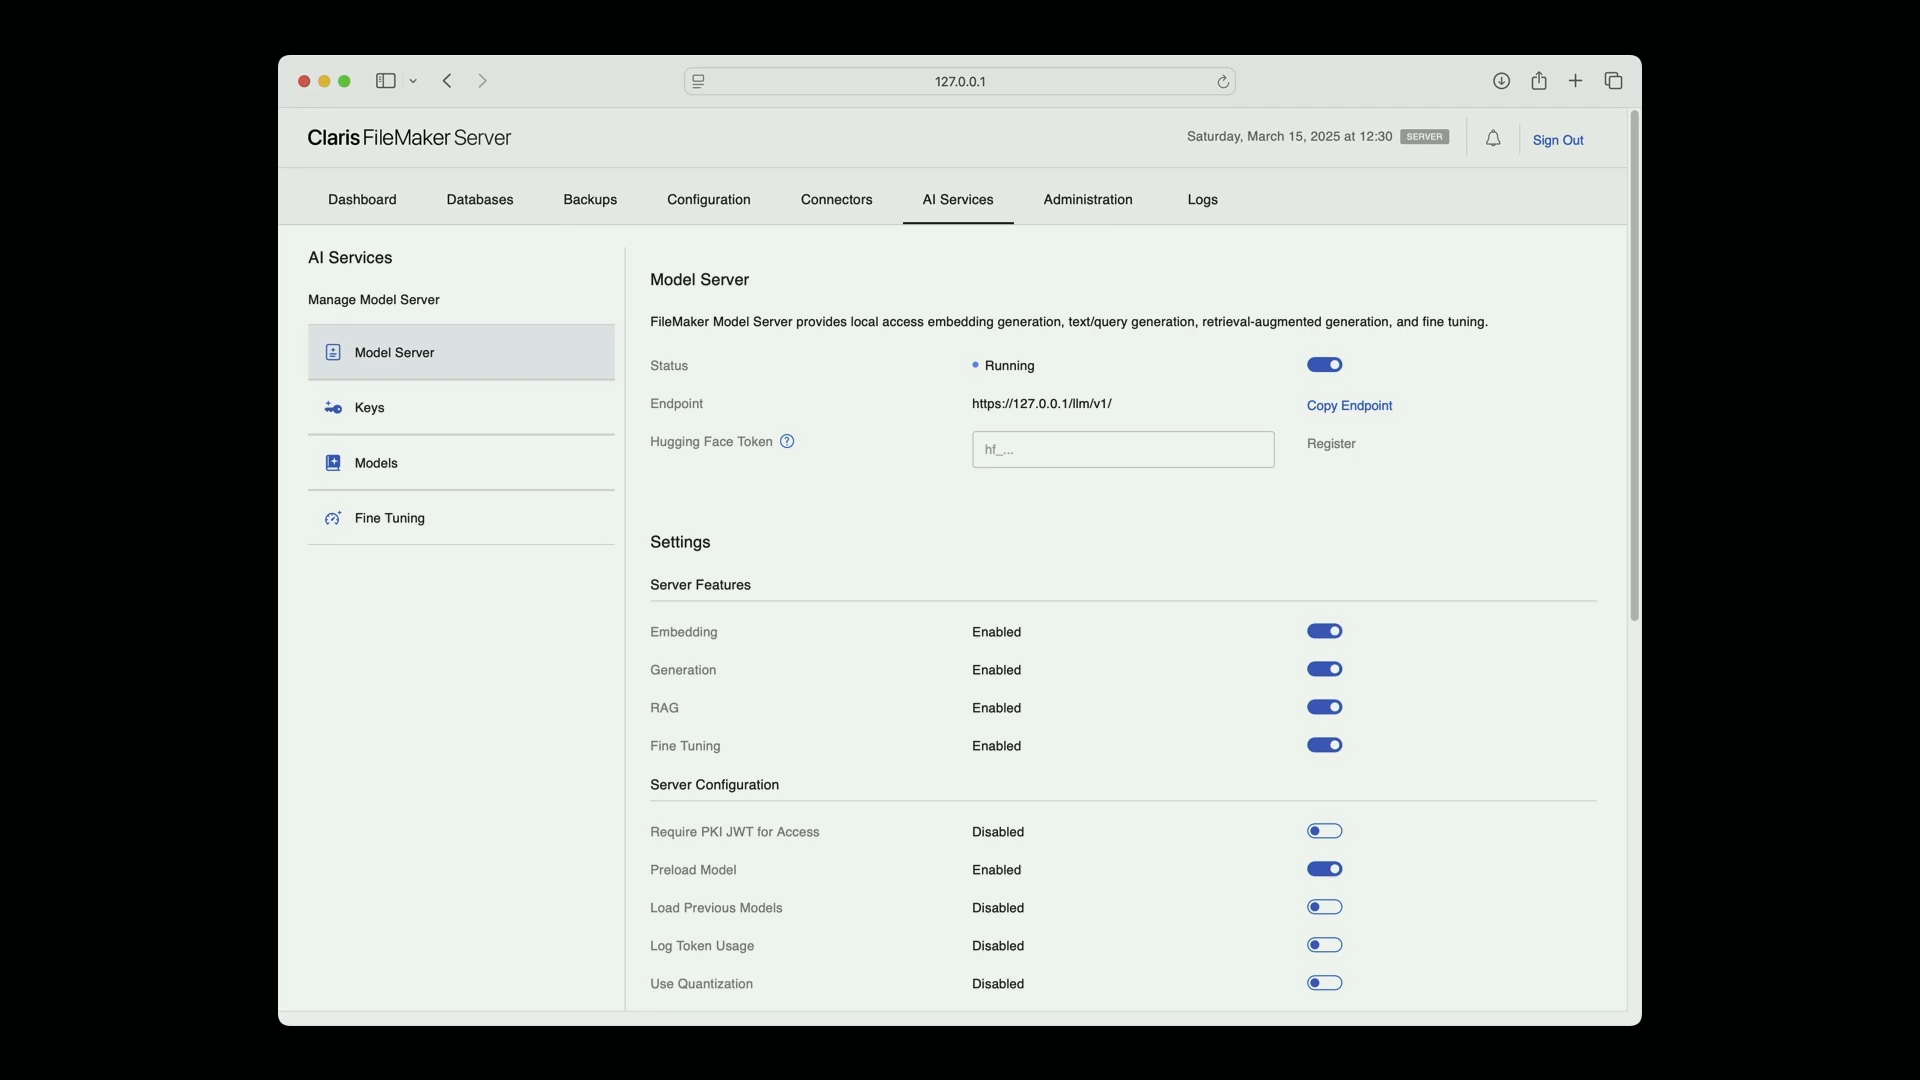 127.0.0.1
Claris FileMaker Server
Saturday, March 15, 2025 at 12:30 SERVER
Sign Out
Dashboard Databases Backups Configuration Connectors AI Services Administration Logs
AI Services
Manage Model Server
Model Server
Keys
Models
Fine Tuning
Model Server
FileMaker Model Server provides local access embedding generation, text/query generation, retrieval-augmented generation, and fine tuning.
Status Running
Endpoint https://127.0.0.1/llm/v1/ Copy Endpoint
Hugging Face Token ? hf_... Register
Settings
Server Features
Embedding Enabled
Generation Enabled
RAG Enabled
Fine Tuning Enabled
Server Configuration
Require PKI JWT for Access Disabled
Preload Model Enabled
Load Previous Models Disabled
Log Token Usage Disabled
Use Quantization Disabled